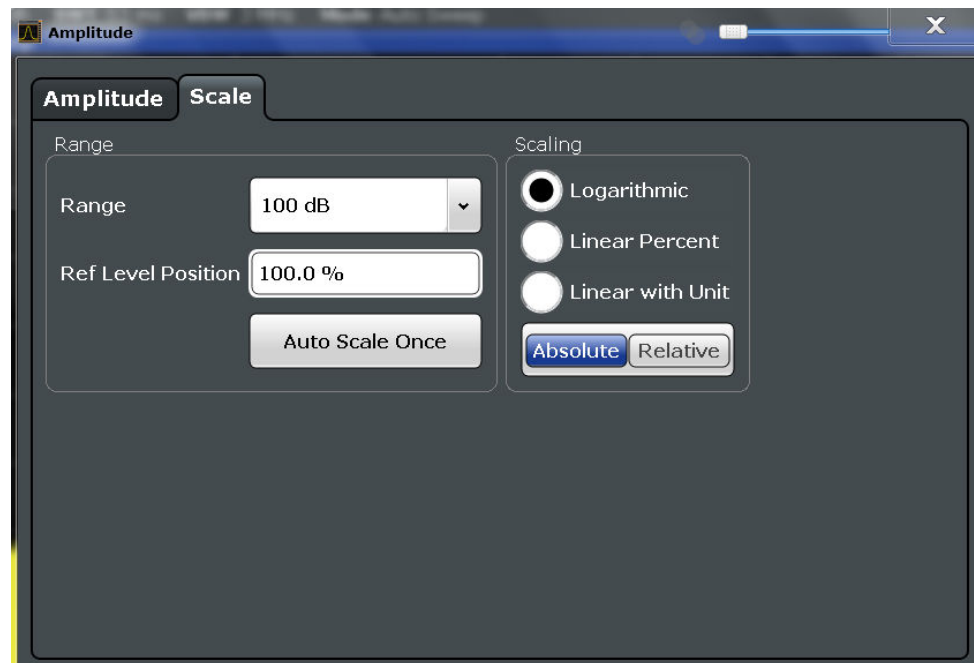 Amplitude
X
Amplitude Scale
Range
Range 100 dB
Ref Level Position 100.0 %
Auto Scale Once
Scaling
Logarithmic
Linear Percent
Linear with Unit
Absolute Relative